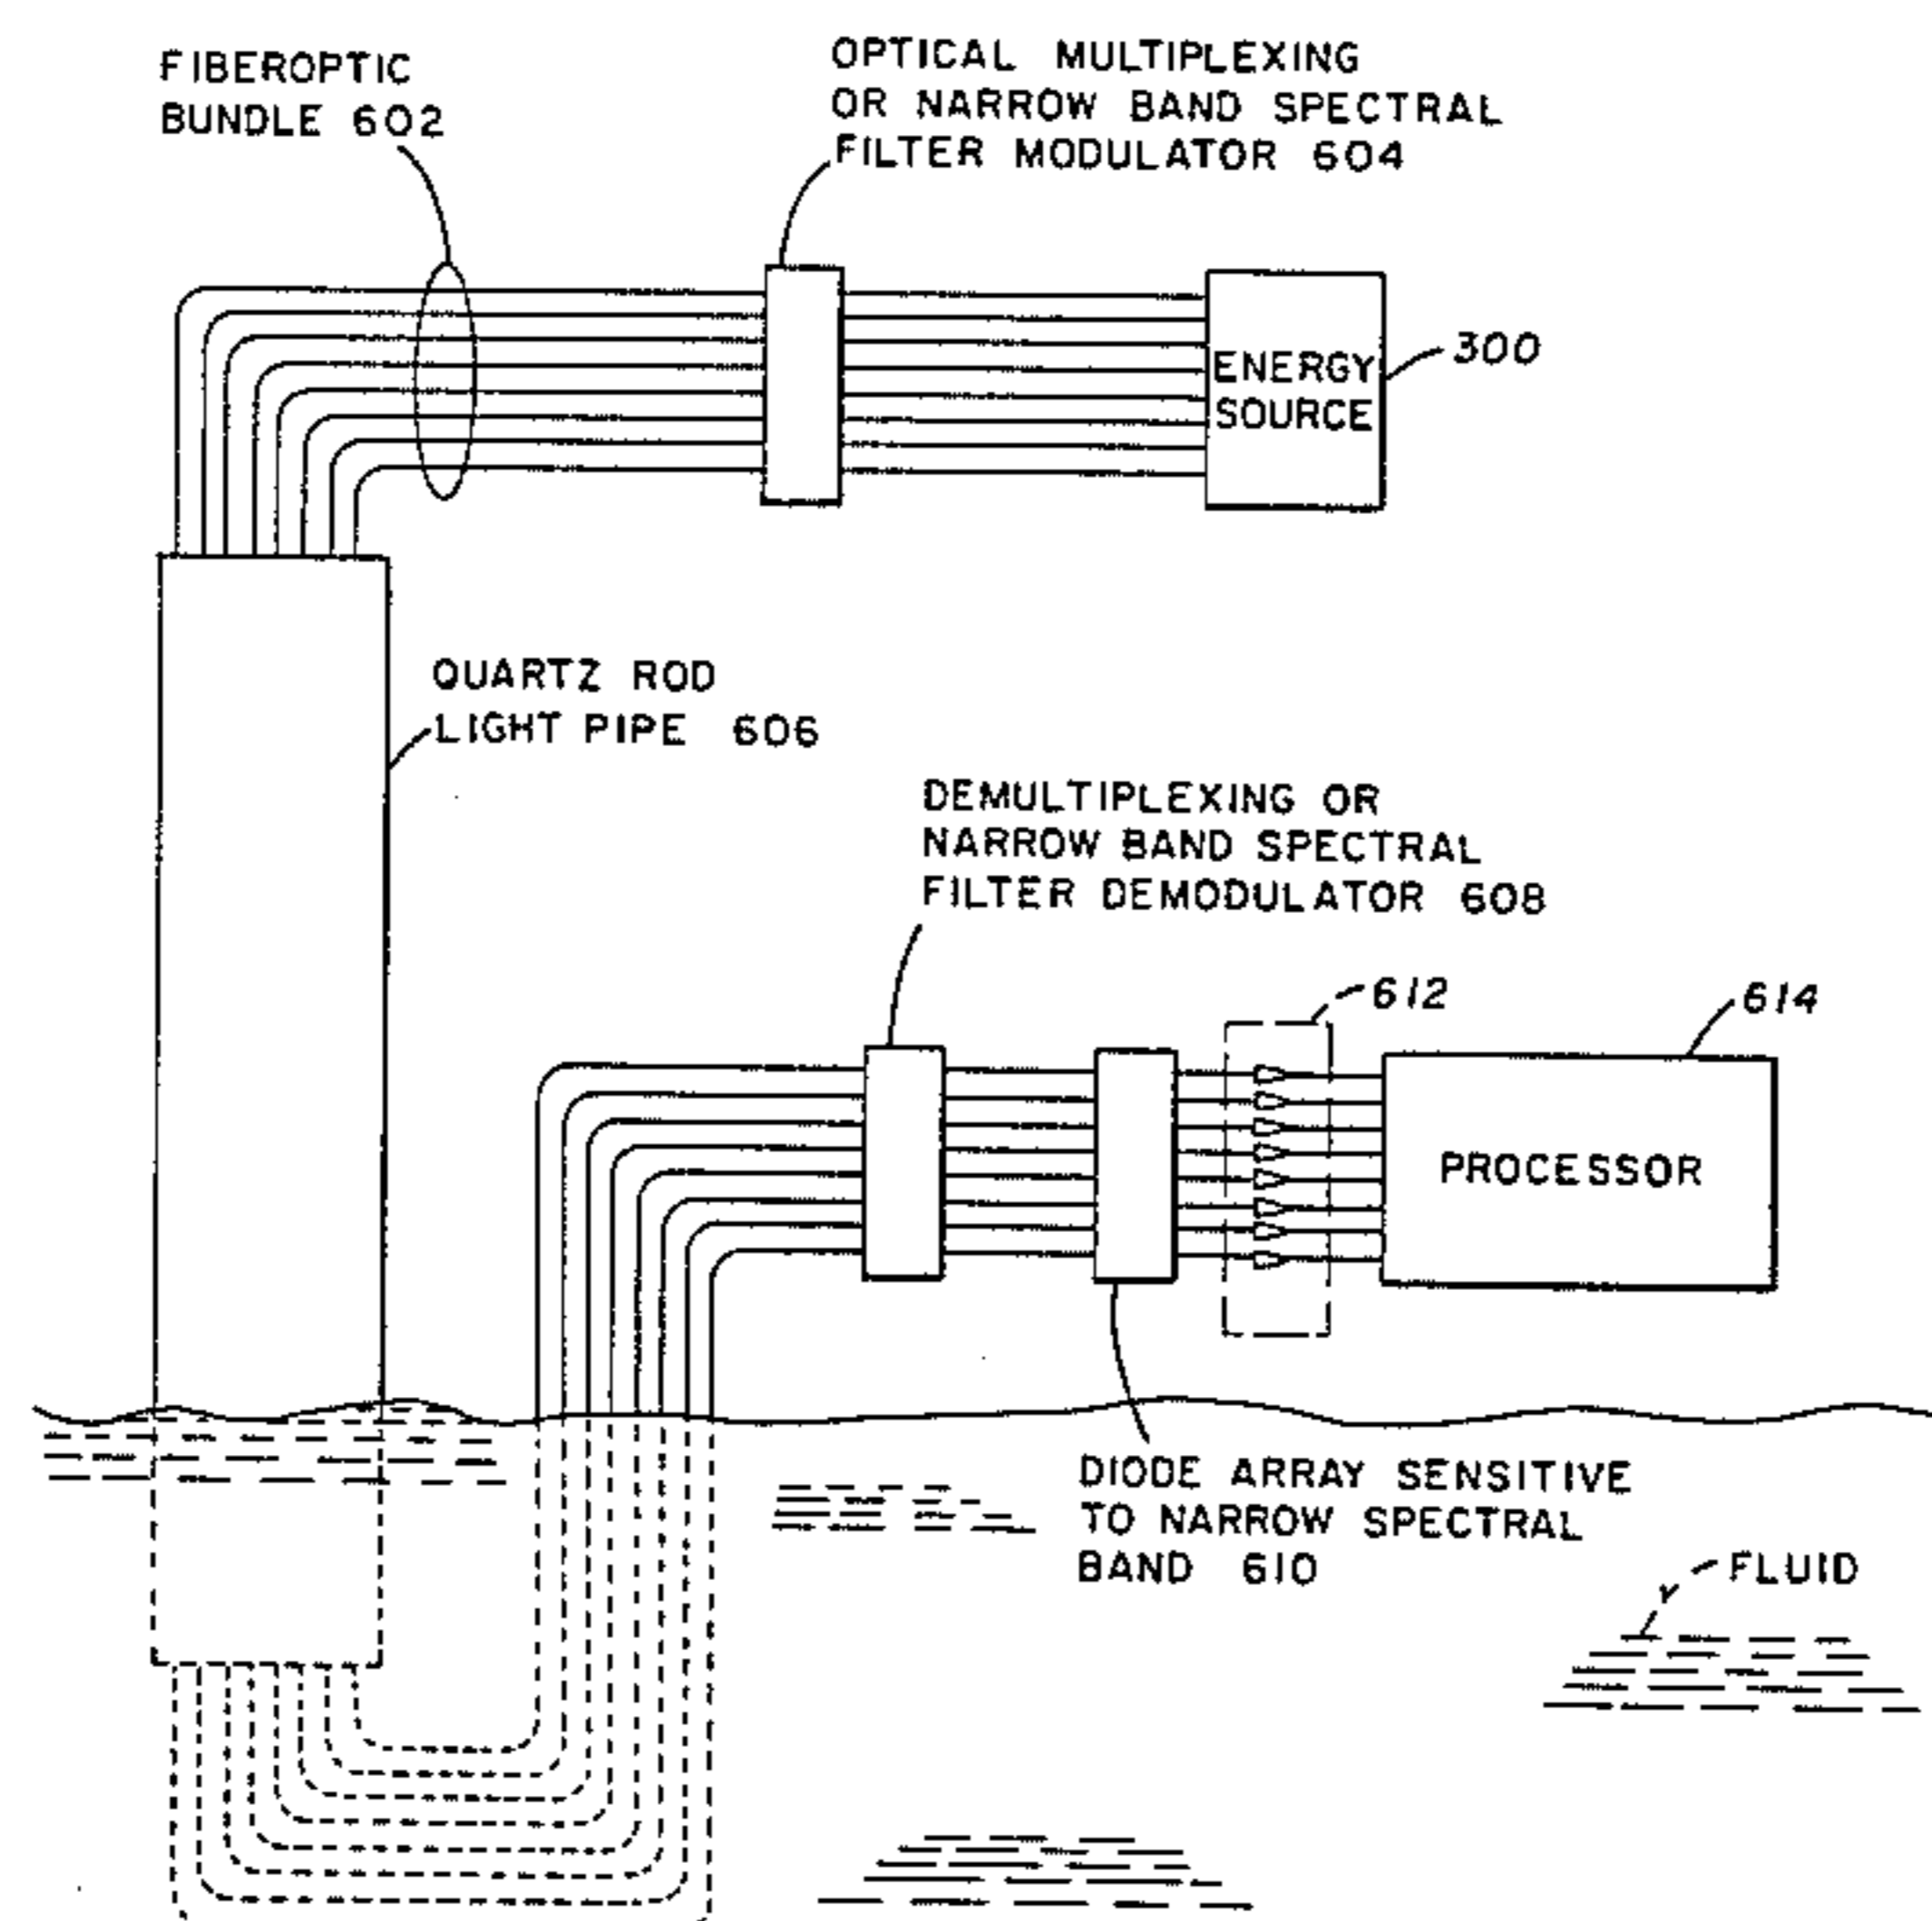 FIBEROPTIC
BUNDLE 602
OPTICAL MULTIPLEXING
OR NARROW BAND SPECTRAL
FILTER MODULATOR 604
ENERGY
SOURCE
300
QUARTZ ROD
LIGHT PIPE 606
DEMULTIPLEXING OR
NARROW BAND SPECTRAL
FILTER DEMODULATOR 608
612
614
PROCESSOR
DIODE ARRAY SENSITIVE
TO NARROW SPECTRAL
BAND 610
FLUID